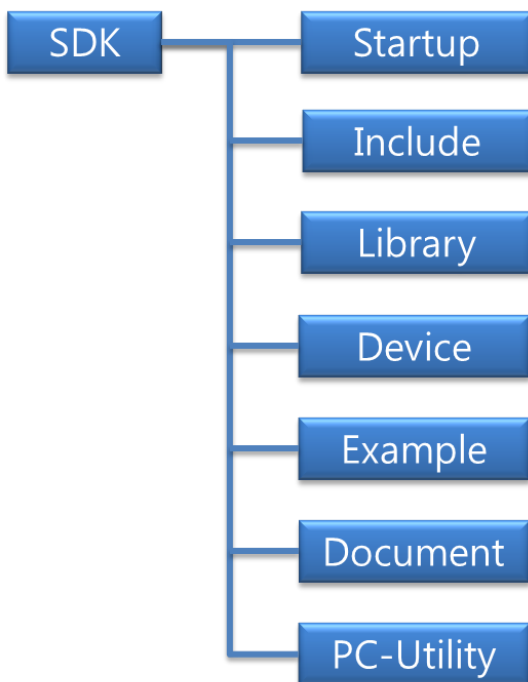 SDK
Startup
Include
Library
Device
Example
Document
PC-Utility